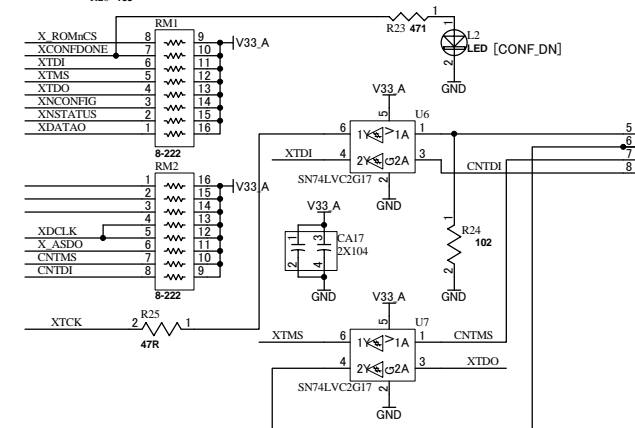 RM1
X_ROMnCS 8 9 V33_A
XCONFDONE 7 10
XTDI 6 11
XTMS 5 12
XTDO 4 13
XNCONFIG 3 14
XNSTATUS 2 15
XDATAO 1 16
8-222
1
R23 471
1
L2
LED [CONF_DN]
2
GND
V33_A
5
U6
6 1Y V 1A 1
XTDI 4 2Y G 2A 3
CNTDI
SN74LVC2G17
2
GND
5
6
7
8
RM2
1 16 V33_A
2 15
3 14
4 13
XDCLK 5 12
X_ASDO 6 11
CNTMS 7 10
CNTDI 8 9
8-222
V33_A
1 3 CA17
2X104
2 4
GND
1
R24
102
2
GND
XTCK 2 R25 1
47R
V33_A
5
U7
XTMS 6 1Y V 1A 1 CNTMS
4 2Y G 2A 3 XTDO
SN74LVC2G17
2
GND